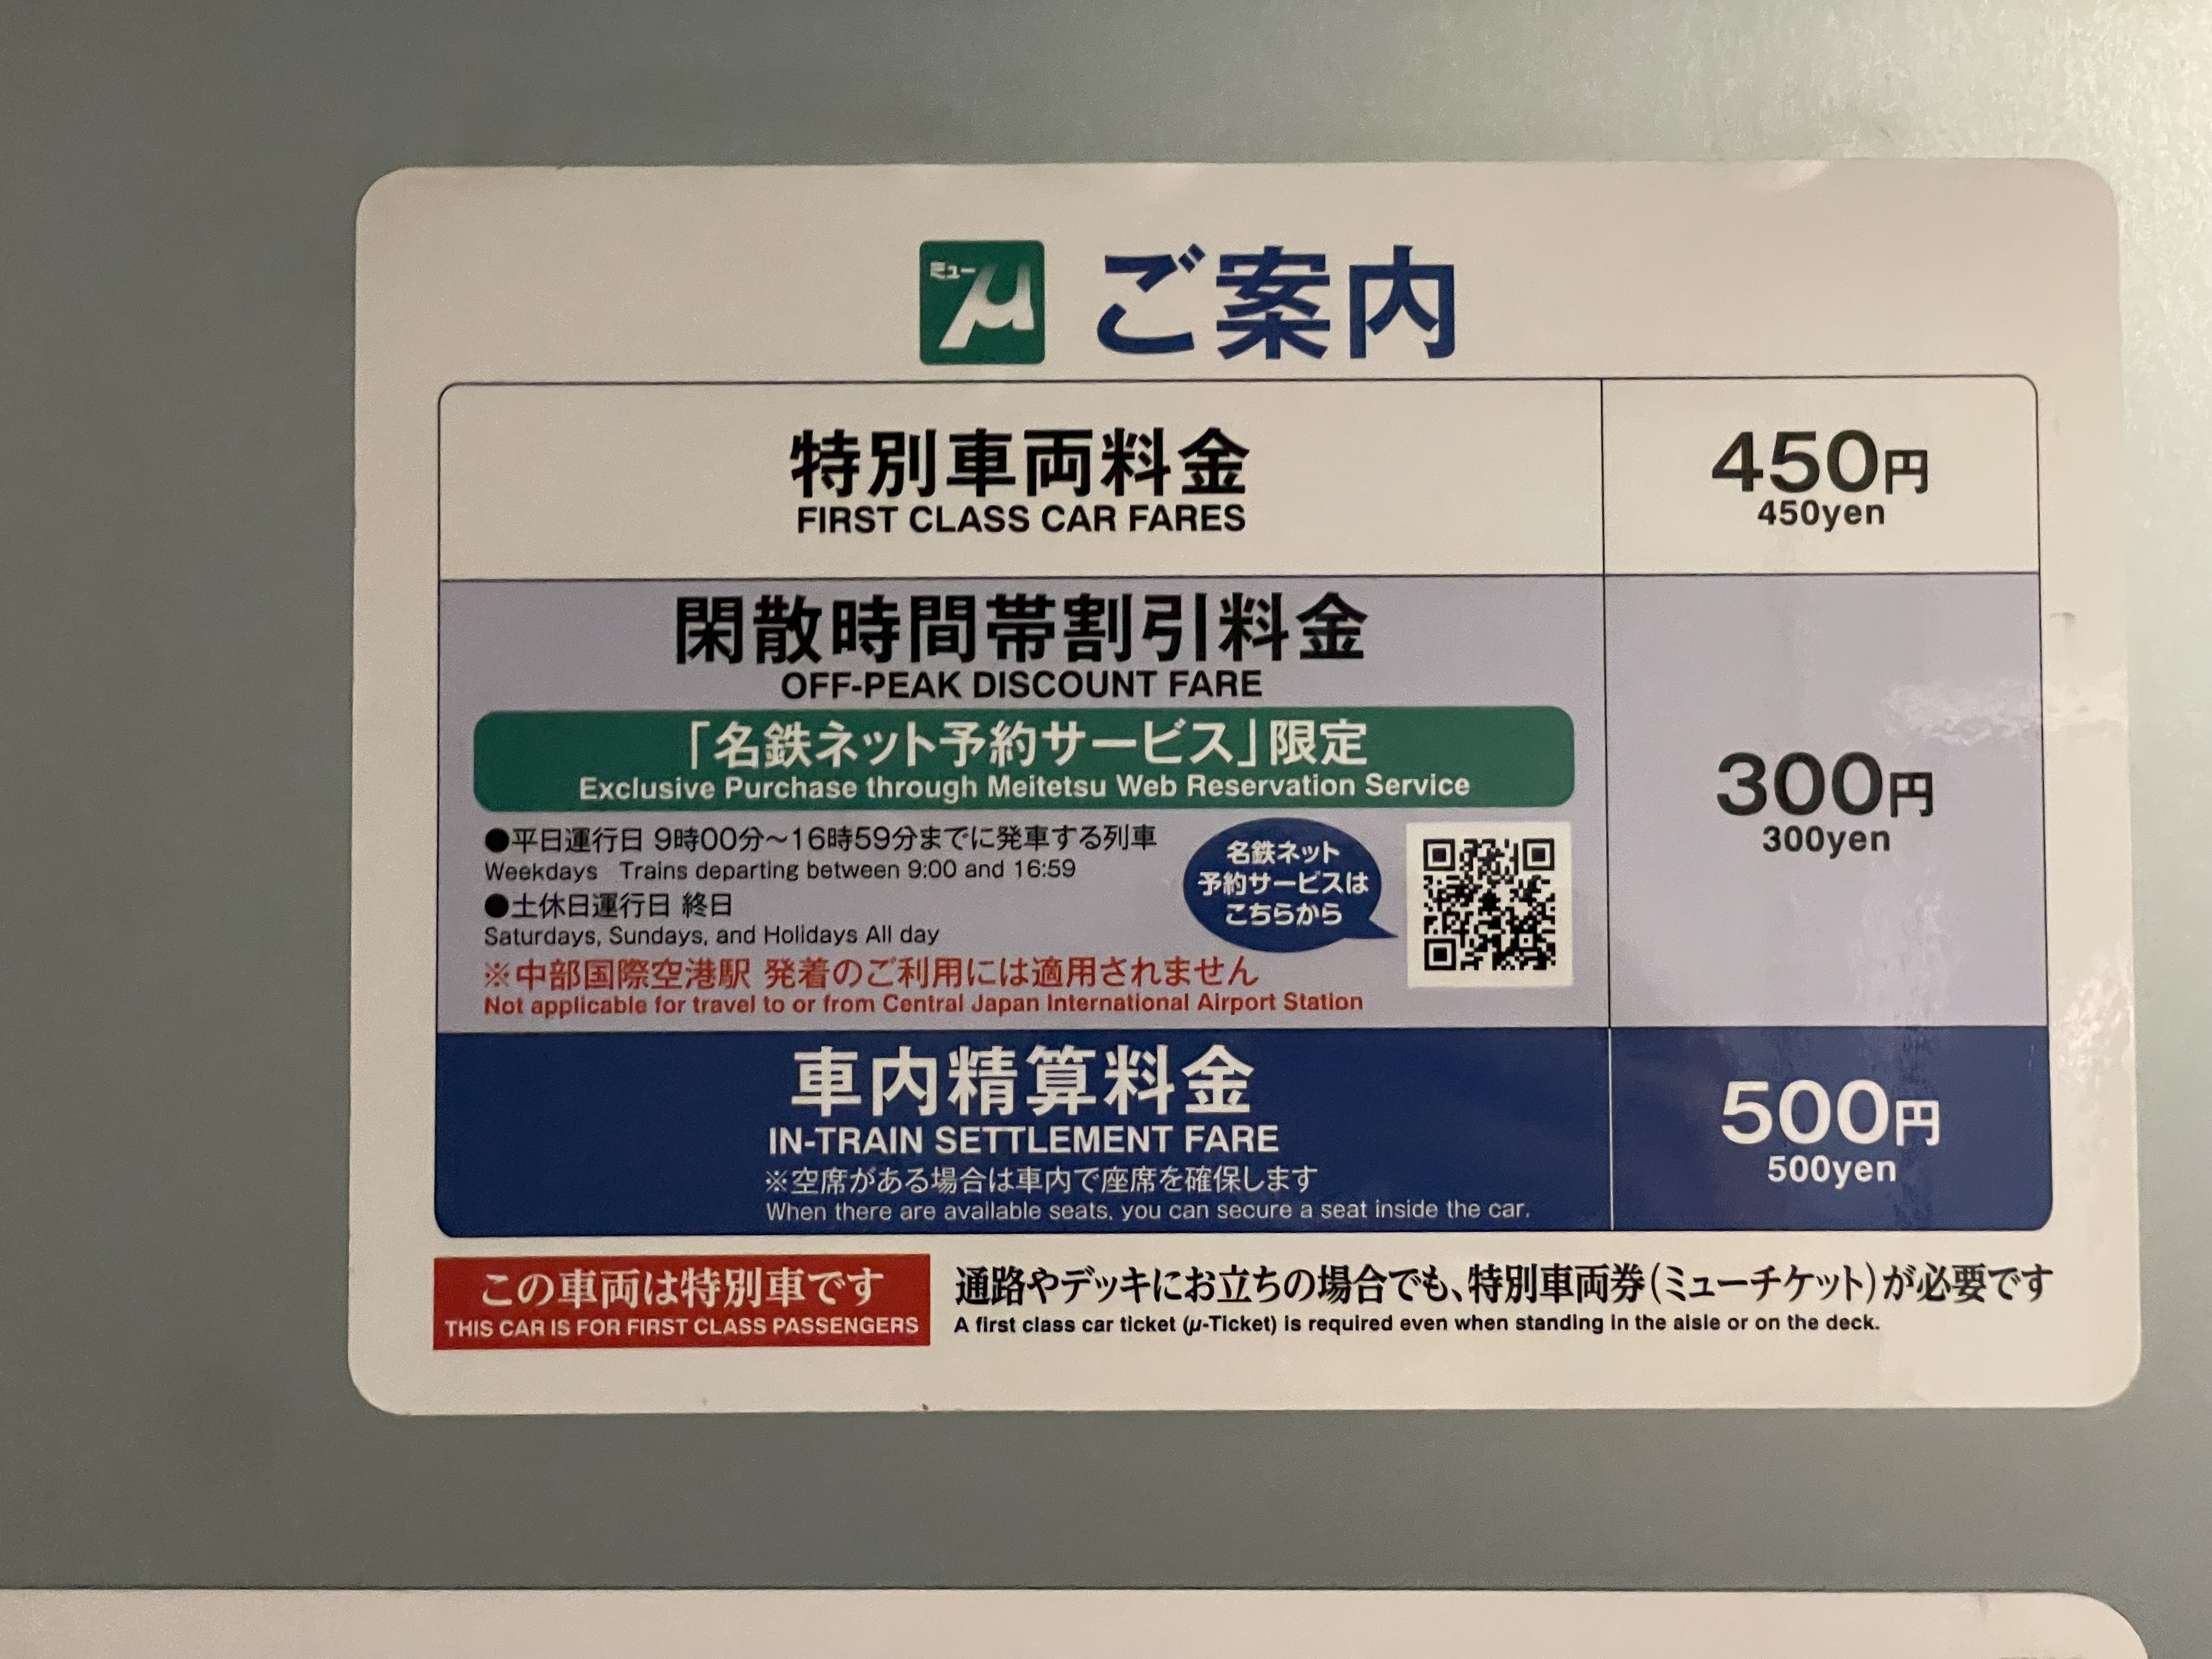 ミュー
μ ご案内
特別車両料金
FIRST CLASS CAR FARES
450円
450yen
閑散時間帯割引料金
OFF-PEAK DISCOUNT FARE
「名鉄ネット予約サービス」限定
Exclusive Purchase through Meitetsu Web Reservation Service
●平日運行日 9時00分～16時59分までに発車する列車
Weekdays Trains departing between 9:00 and 16:59
●土休日運行日 終日
Saturdays, Sundays, and Holidays All day
※中部国際空港駅 発着のご利用には適用されません
Not applicable for travel to or from Central Japan International Airport Station
名鉄ネット
予約サービスは
こちらから
300円
300yen
車内精算料金
IN-TRAIN SETTLEMENT FARE
※空席がある場合は車内で座席を確保します
When there are available seats, you can secure a seat inside the car.
500円
500yen
この車両は特別車です
THIS CAR IS FOR FIRST CLASS PASSENGERS
通路やデッキにお立ちの場合でも、特別車両券(ミューチケット)が必要です
A first class car ticket (μ-Ticket) is required even when standing in the aisle or on the deck.